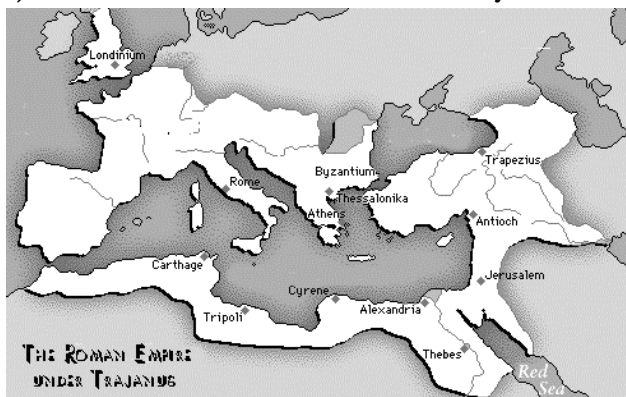 Londinium
Trapezius
Byzantium
Rome
Thessalonika
Athens
Antioch
Carthage
Jerusalem
Cyrene
Alexandria
Tripoli
Thebes
THE ROMAN EMPIRE
UNDER TRAJANUS
Red
Sea